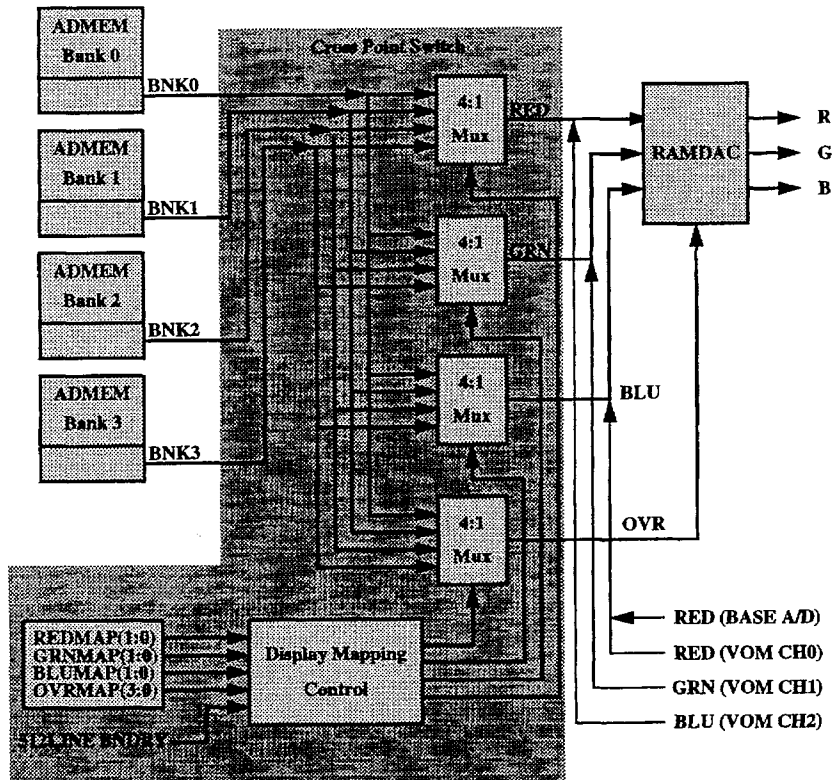 ADMEM
Bank 0
BNK0
ADMEM
Bank 1
BNK1
ADMEM
Bank 2
BNK2
ADMEM
Bank 3
BNK3
Cross Point Switch
4:1
Mux
RED
4:1
Mux
GRN
4:1
Mux
BLU
4:1
Mux
OVR
RAMDAC
R
G
B
REDMAP(1:0)
GRNMAP(1:0)
BLUMAP(1:0)
OVRMAP(3:0)
512LINE BNDRY
Display Mapping
Control
RED (BASE A/D)
RED (VOM CH0)
GRN (VOM CH1)
BLU (VOM CH2)